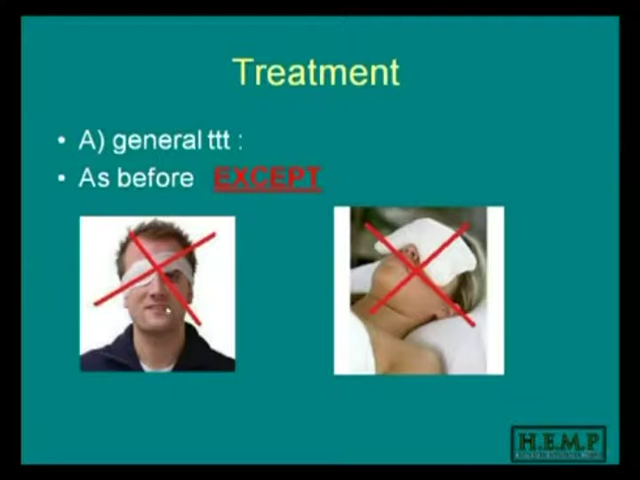 Treatment
• A) general ttt :
• As before EXCEPT
H.E.M.P